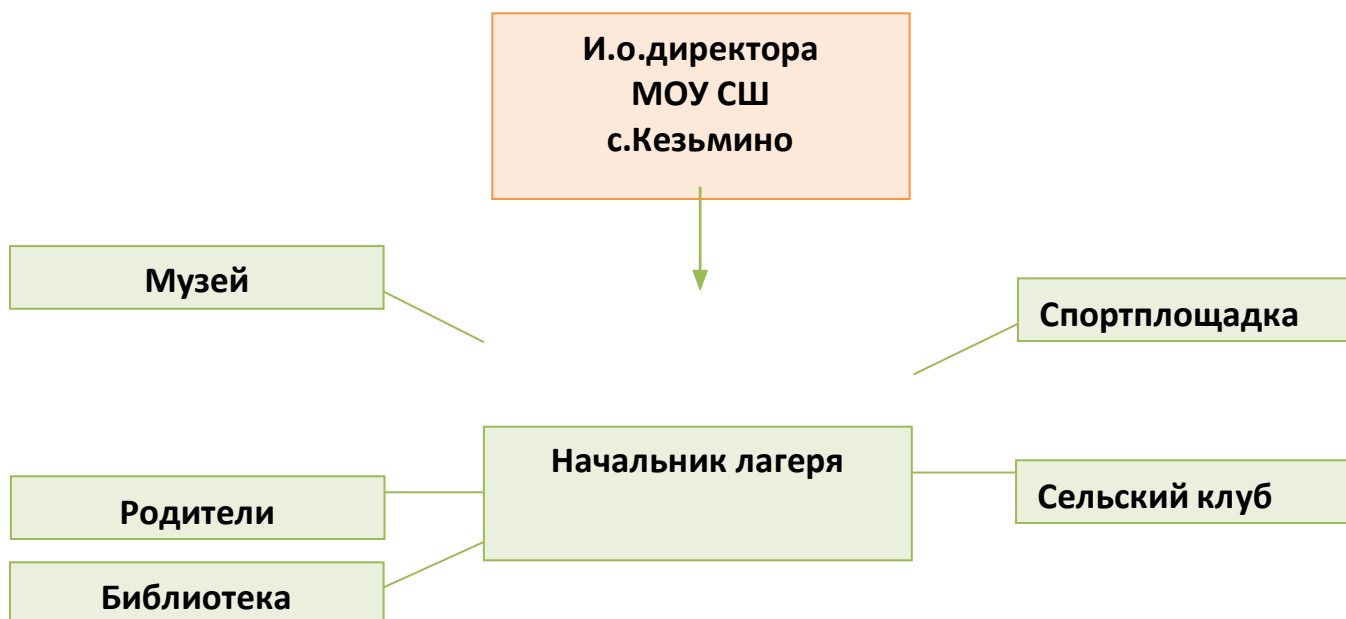 И.о.директора
МОУ СШ
с.Кезьмино
Музей
Спортплощадка
Начальник лагеря
Родители
Сельский клуб
Библиотека